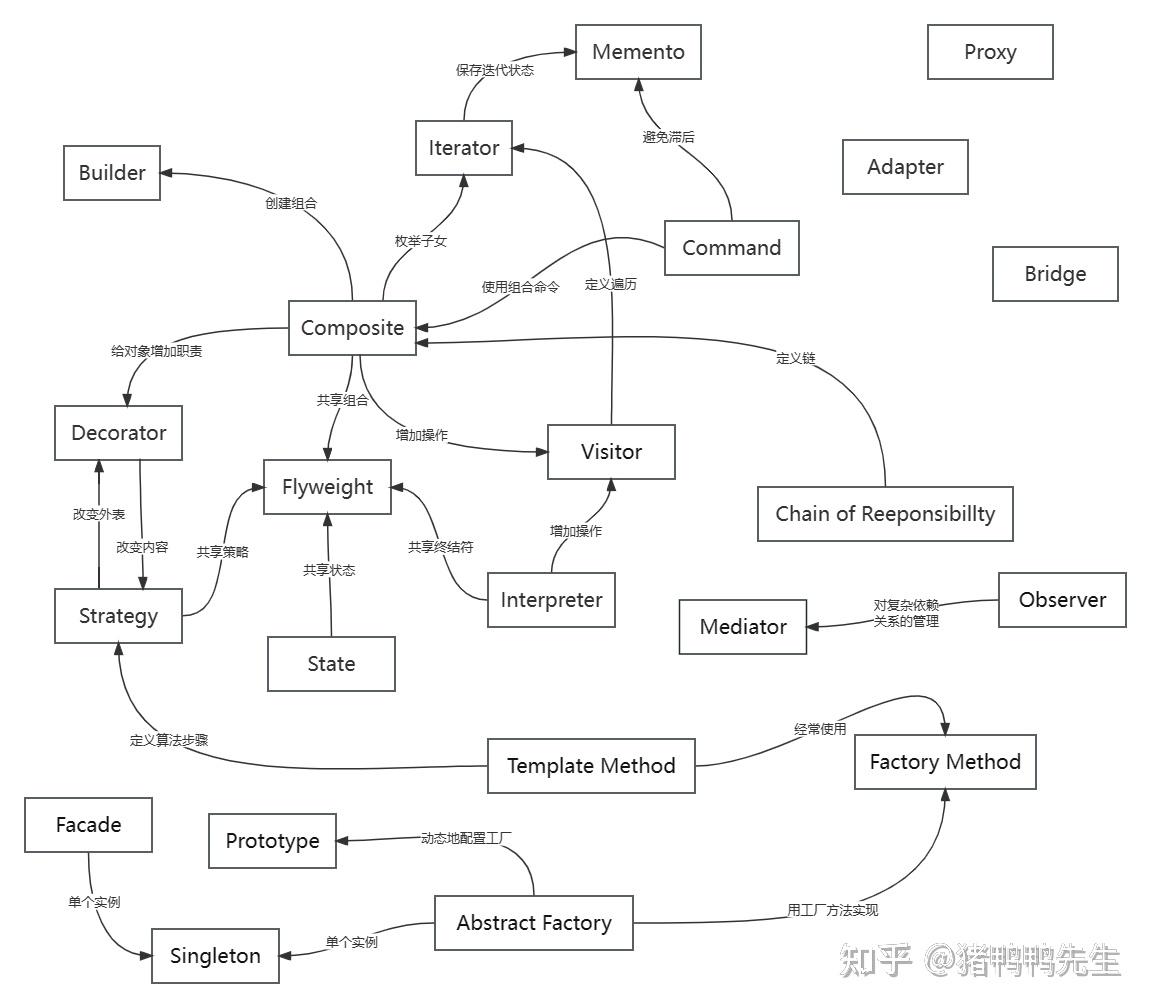 Memento
Proxy
保存迭代状态
避免滞后
Iterator
Adapter
Builder
创建组合
枚举子女
Command
Bridge
使用组合命令
定义遍历
Composite
给对象增加职责
定义链
共享组合
Decorator
增加操作
Visitor
Flyweight
改变外表
Chain of Reeponsibillty
改变内容
共享策略
共享终结符
增加操作
共享状态
Interpreter
Observer
对复杂依赖
关系的管理
Strategy
Mediator
State
定义算法步骤
经常使用
Template Method
Factory Method
Facade
Prototype
动态地配置工厂
单个实例
Abstract Factory
用工厂方法实现
单个实例
Singleton
知乎 @猪鸭鸭先生